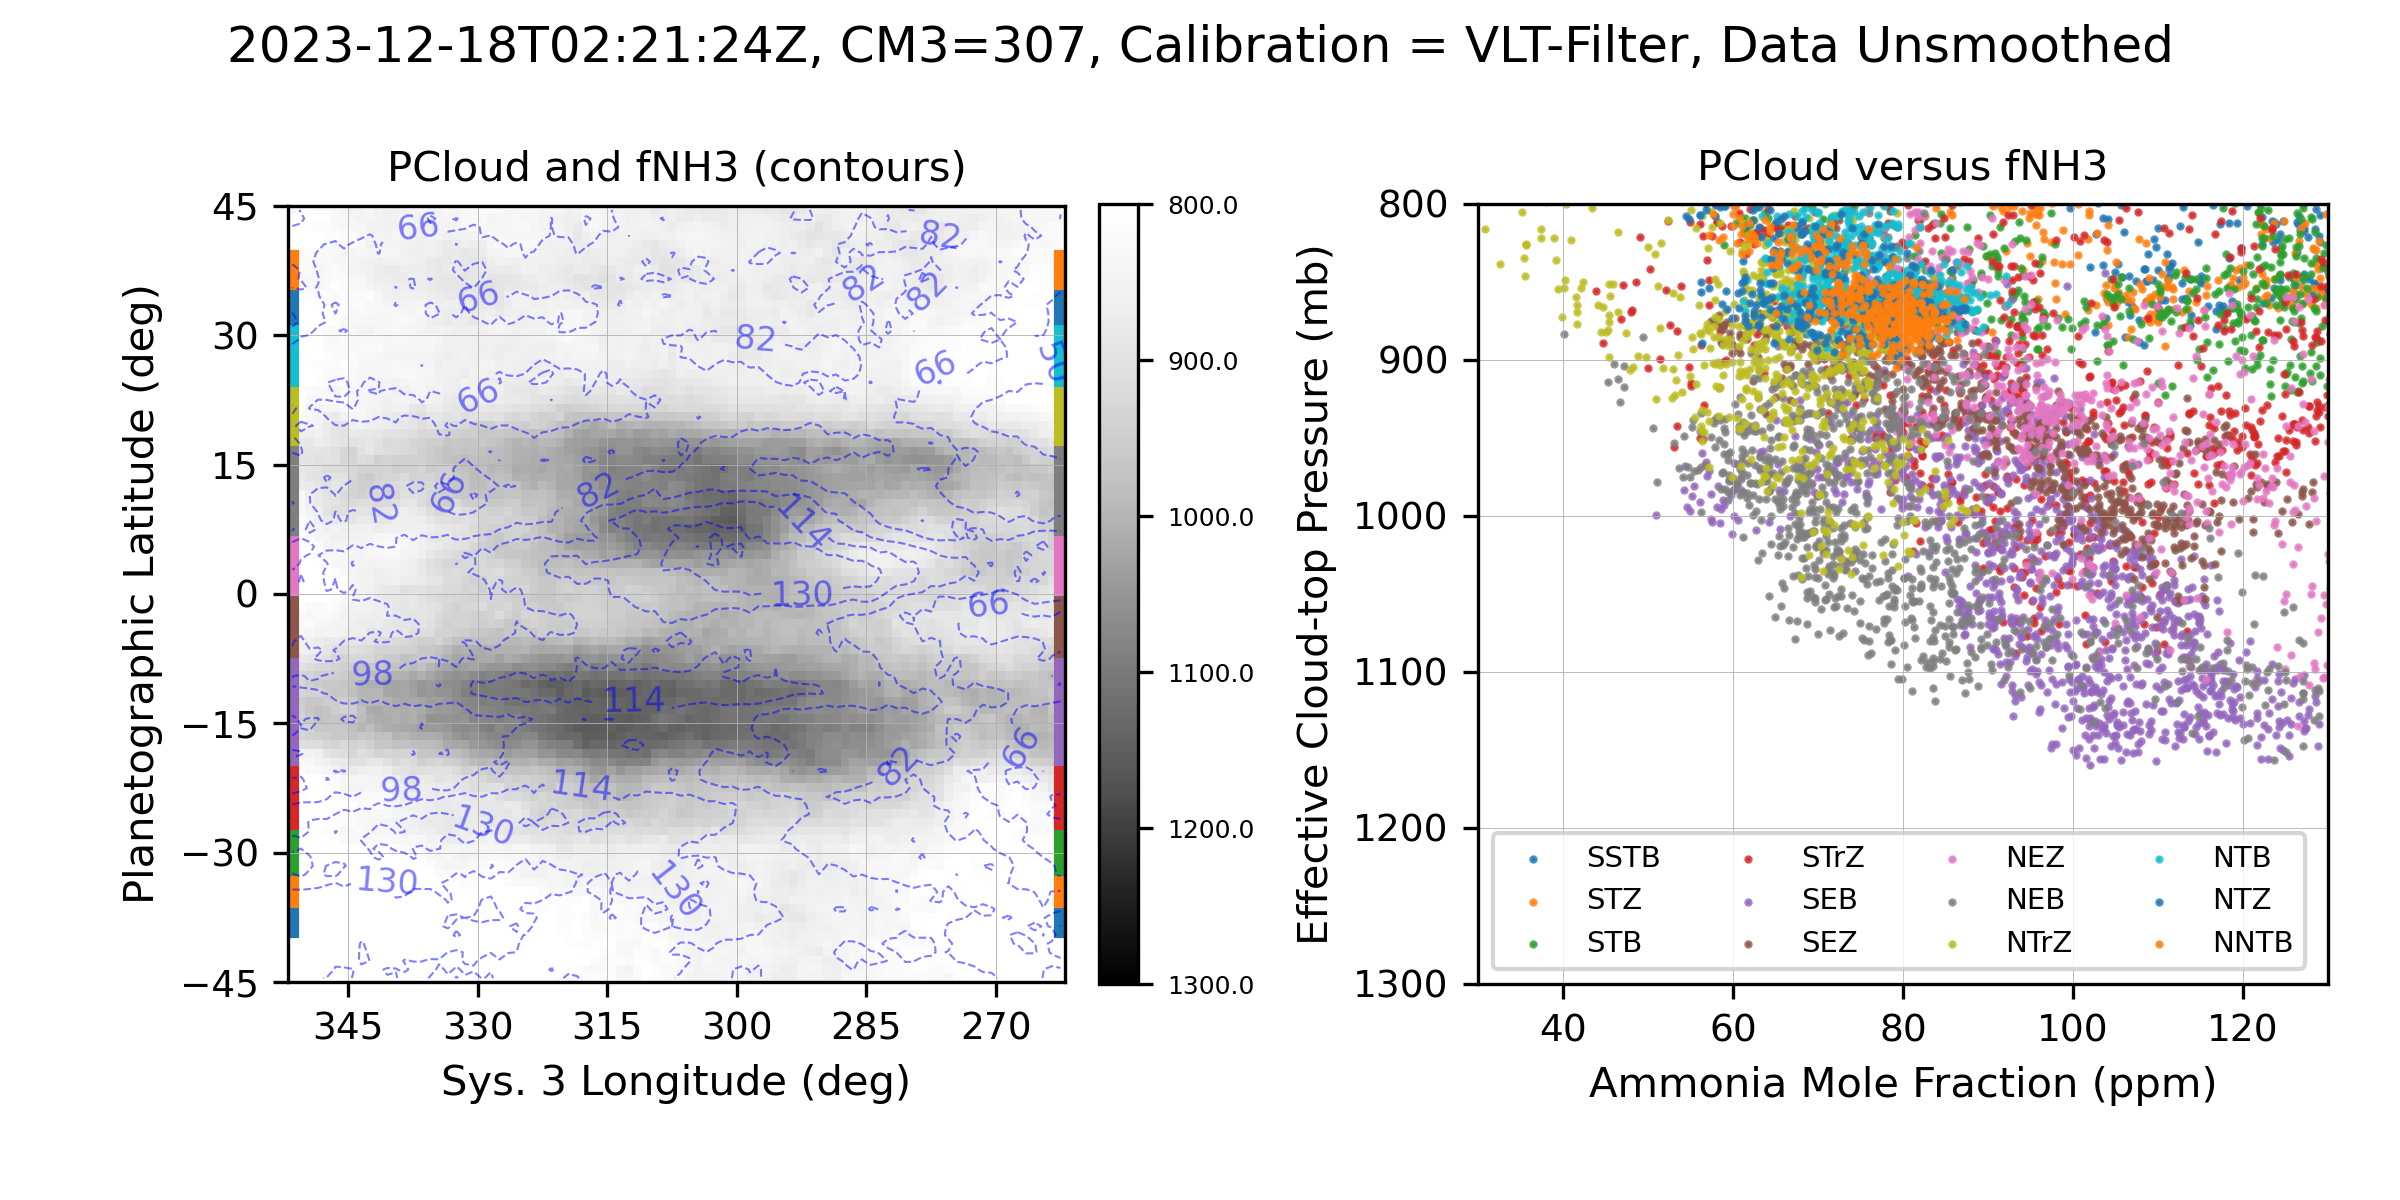 2023-12-18T02:21:24Z, CM3=307, Calibration = VLT-Filter, Data Unsmoothed
PCloud and fNH3 (contours)
Planetographic Latitude (deg)
45
30
15
0
−15
−30
−45
345
330
315
300
285
270
Sys. 3 Longitude (deg)
66
82
66
82
82
82
66
50
66
82
66
82
114
130
66
98
114
66
82
98
114
130
130
130
800.0
900.0
1000.0
1100.0
1200.0
1300.0
PCloud versus fNH3
Effective Cloud-top Pressure (mb)
800
900
1000
1100
1200
1300
40
60
80
100
120
Ammonia Mole Fraction (ppm)
SSTB
STZ
STB
STrZ
SEB
SEZ
NEZ
NEB
NTrZ
NTB
NTZ
NNTB